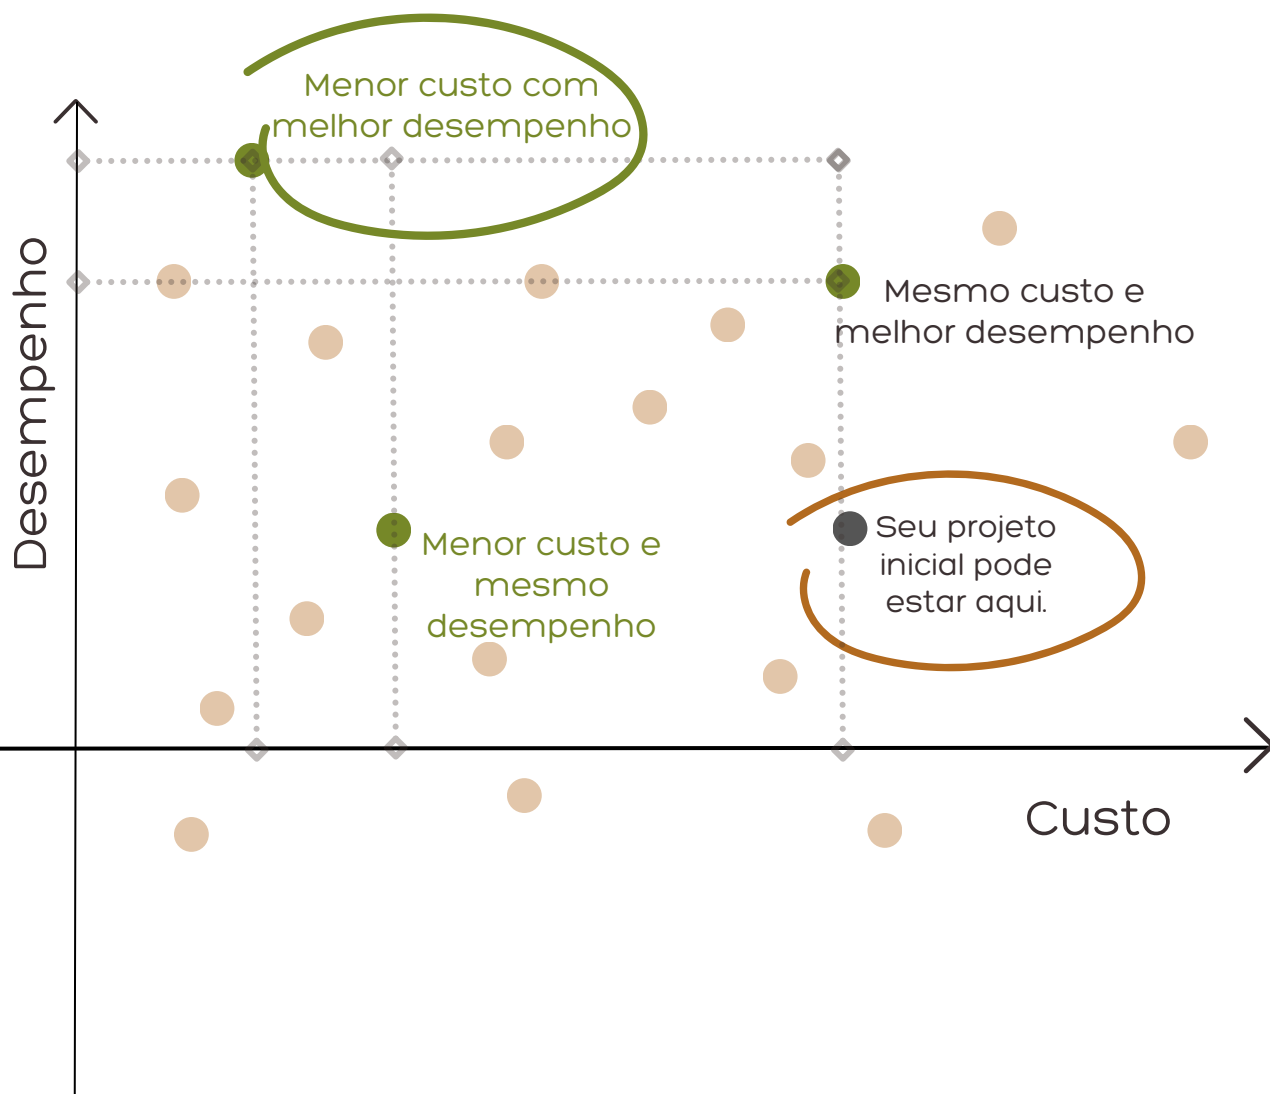 Menor custo com
melhor desempenho
Desempenho
Mesmo custo e
melhor desempenho
Menor custo e
mesmo
desempenho
Seu projeto
inicial pode
estar aqui.
Custo